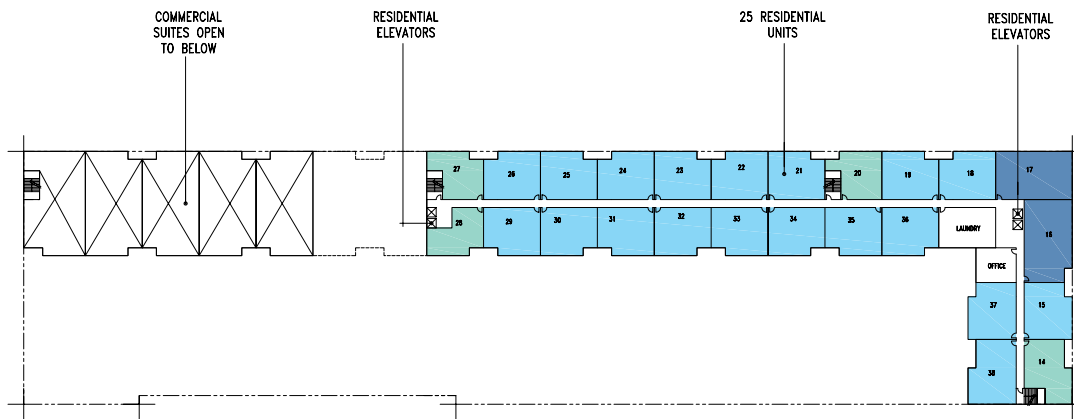 COMMERCIAL
SUITES OPEN
TO BELOW
RESIDENTIAL
ELEVATORS
25 RESIDENTIAL
UNITS
RESIDENTIAL
ELEVATORS
27
26
25
24
23
22
21
20
19
18
17
28
29
30
31
32
33
34
35
36
LAUNDRY
16
OFFICE
37
15
38
14